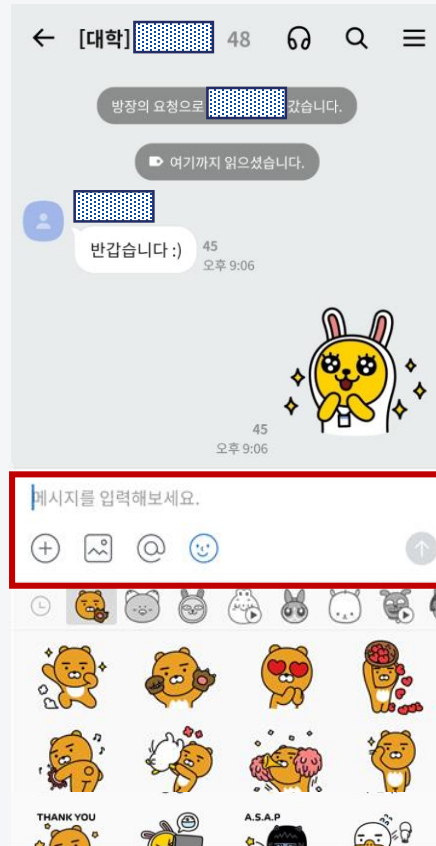 [대학] 48
방장의 요청으로 갔습니다.
여기까지 읽으셨습니다.
반갑습니다 :)
45
오후 9:06
45
오후 9:06
메시지를 입력해보세요.
THANK YOU
A.S.A.P